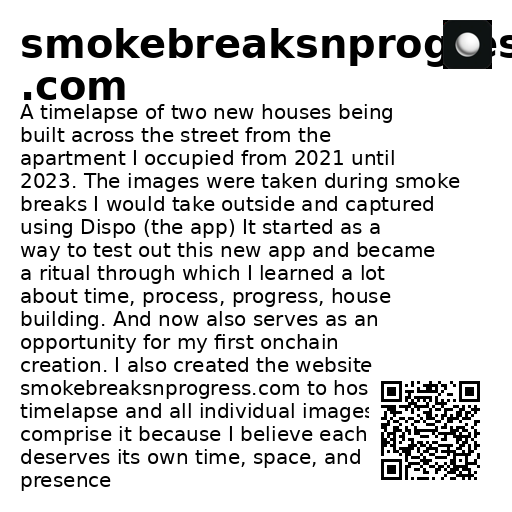 smokebreaksnprogres
.com
A timelapse of two new houses being
built across the street from the
apartment I occupied from 2021 until
2023. The images were taken during smoke
breaks I would take outside and captured
using Dispo (the app) It started as a
way to test out this new app and became
a ritual through which I learned a lot
about time, process, progress, house
building. And now also serves as an
opportunity for my first onchain
creation. I also created the website
smokebreaksnprogress.com to hos
timelapse and all individual images
comprise it because I believe each
deserves its own time, space, and
presence